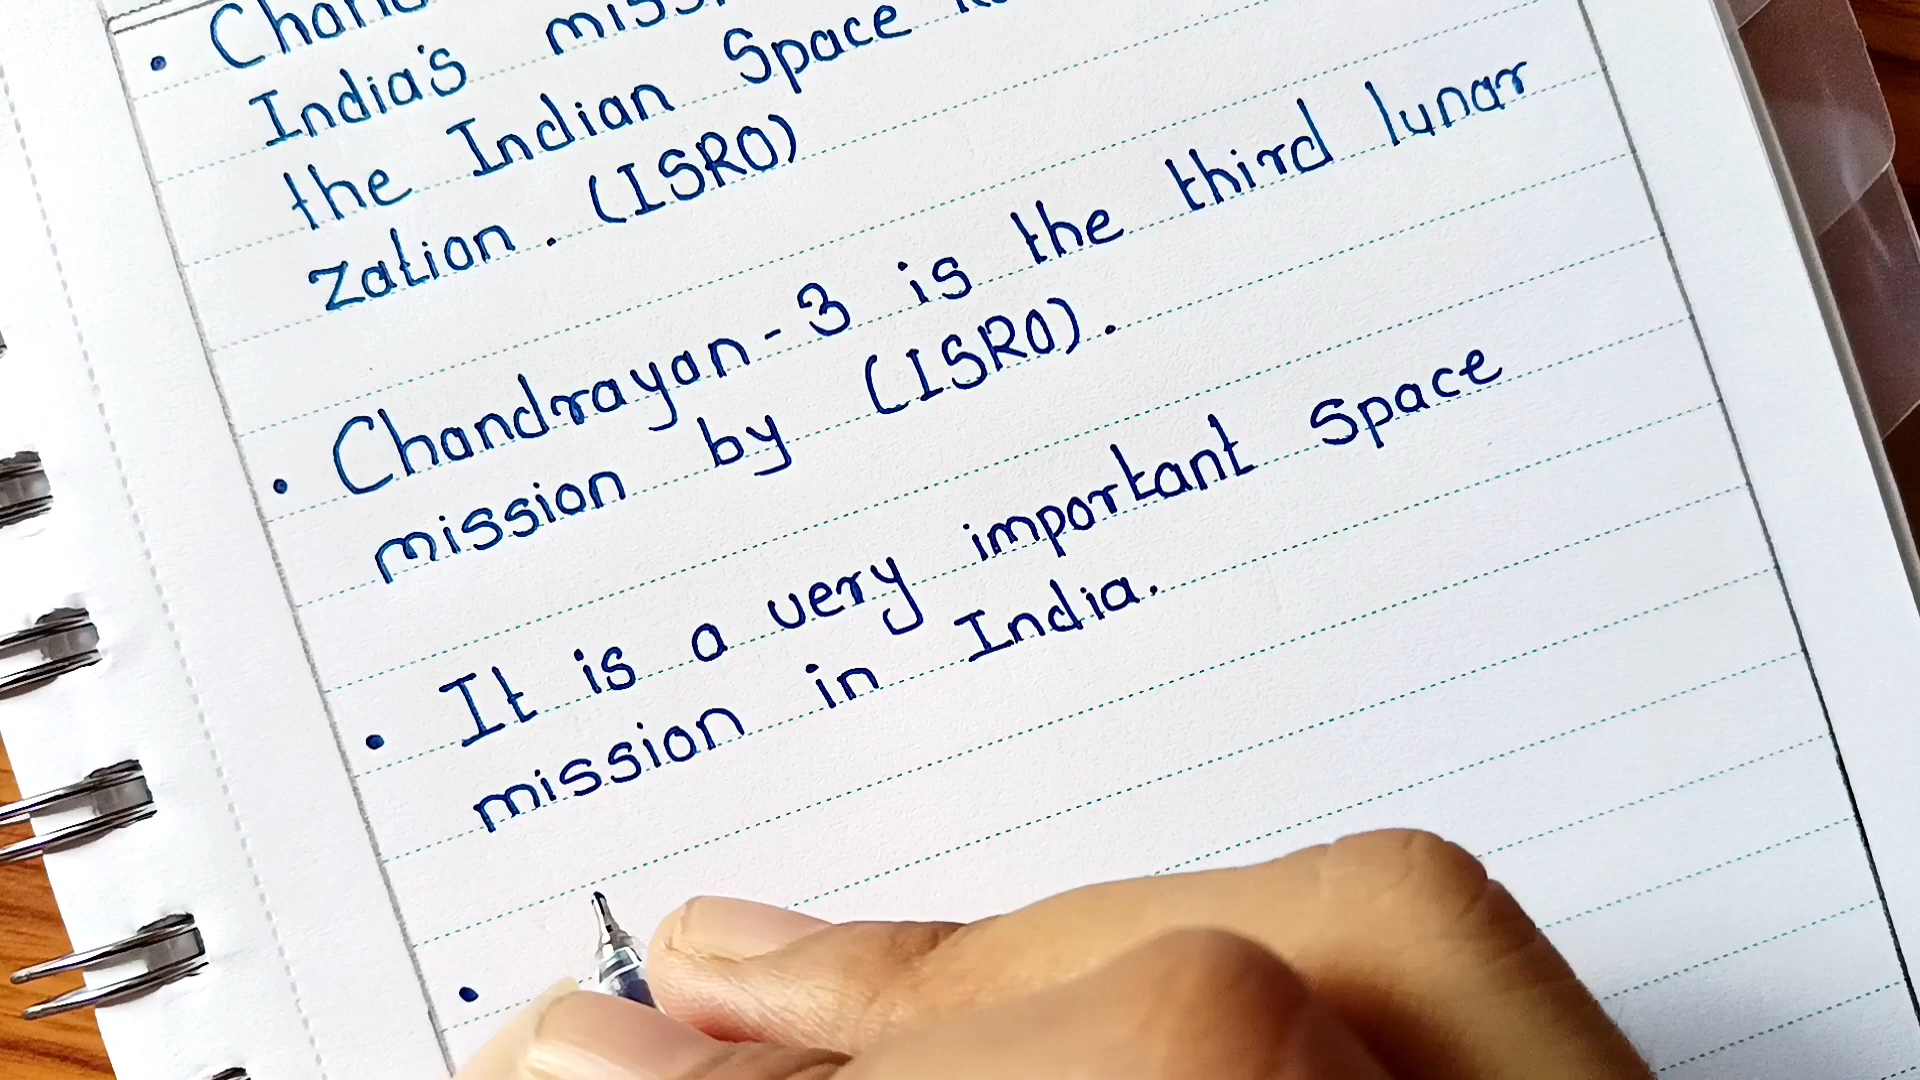 India's
the Indian Space
zation. (ISRO)
• Chandrayan-3 is the third lunar
mission by (ISRO).
• It is a very important Space
mission in India.
•